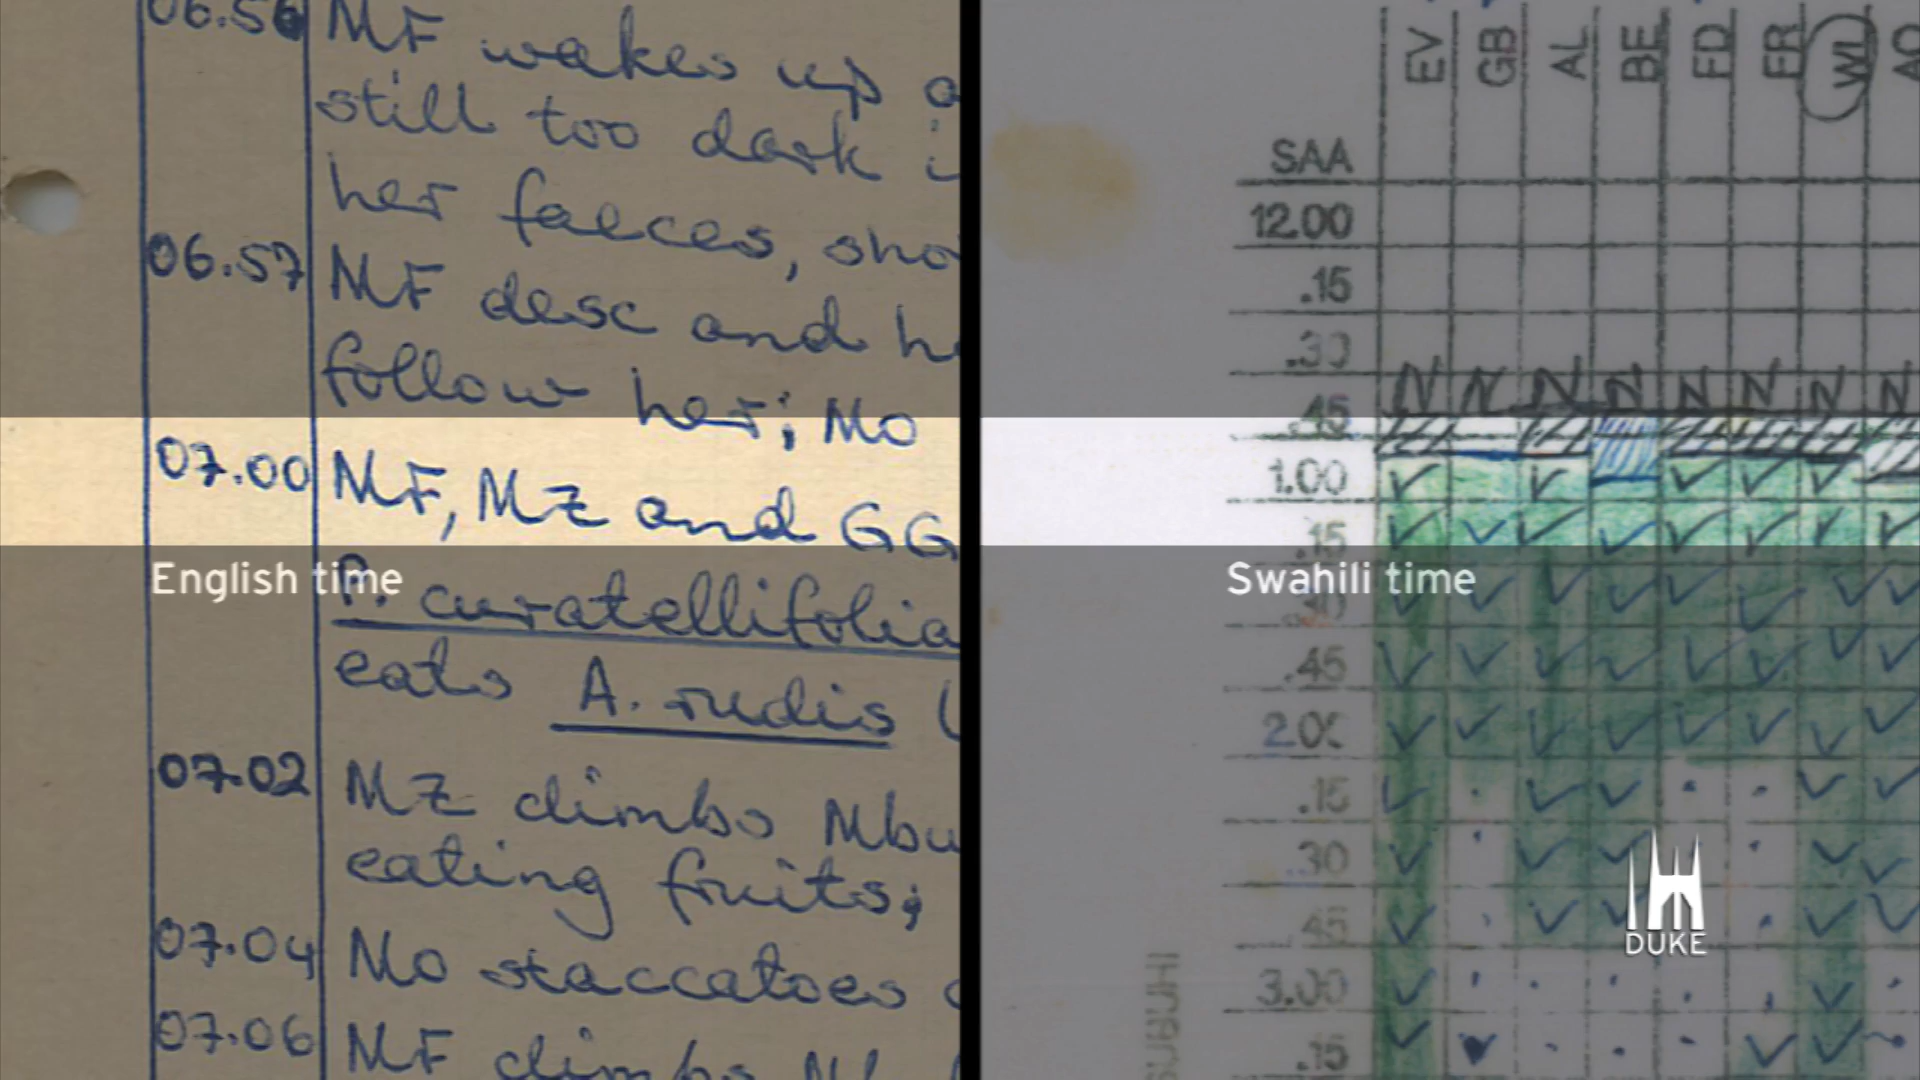 06.56 MF wakes up
still too dark
her faeces,
06.57 MF desc and
follow her; Mo
07.00 MF, MZ and GG
English time
P. curatellifolia
eats A. rudis
07.02 MZ climbs
eating fruits;
07.04 Mo staccatoes
07.06 MF climbs
EV GB AL BE FD FR WL AO
SAA
12.00
.15
.30
N N N N N N N N
.45
1.00
.15
Swahili time
.30
.45
2.00
.15
.30
.45
3.00
.15
SUBUHI
DUKE